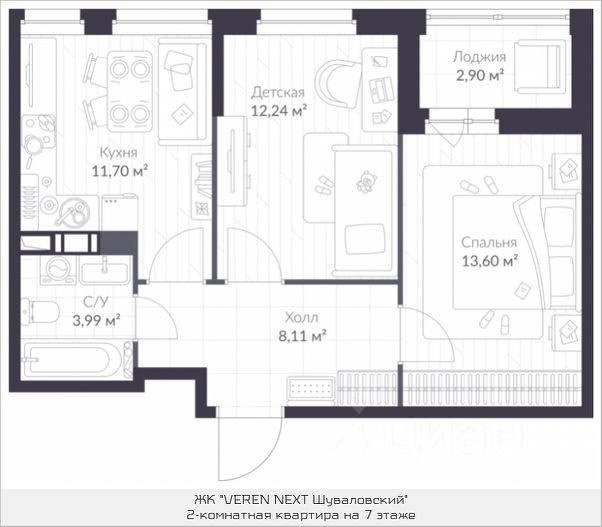 Лоджия
2,90 м²
Детская
12,24 м²
Кухня
11,70 м²
Спальня
13,60 м²
С/У
3,99 м²
Холл
8,11 м²
Циан
ЖК "VEREN NEXT Шуваловский"
2-комнатная квартира на 7 этаже